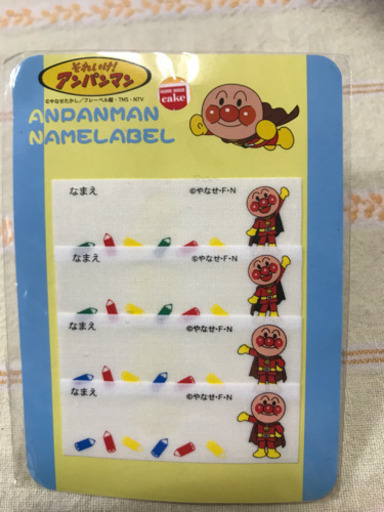 それいけ!
アンパンマン
©やなせたかし/フレーベル館・TMS・NTV
cake
ANDANMAN
NAMELABEL
なまえ ©やなせ・F・N
なまえ ©やなせ・F・N
なまえ ©やなせ・F・N
なまえ ©やなせ・F・N